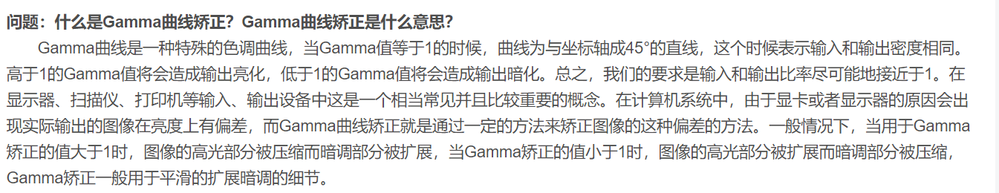 问题：什么是Gamma曲线矫正？Gamma曲线矫正是什么意思？
Gamma曲线是一种特殊的色调曲线，当Gamma值等于1的时候，曲线为与坐标轴成45°的直线，这个时候表示输入和输出密度相同。
高于1的Gamma值将会造成输出亮化，低于1的Gamma值将会造成输出暗化。总之，我们的要求是输入和输出比率尽可能地接近于1。在
显示器、扫描仪、打印机等输入、输出设备中这是一个相当常见并且比较重要的概念。在计算机系统中，由于显卡或者显示器的原因会出
现实际输出的图像在亮度上有偏差，而Gamma曲线矫正就是通过一定的方法来矫正图像的这种偏差的方法。一般情况下，当用于Gamma
矫正的值大于1时，图像的高光部分被压缩而暗调部分被扩展，当Gamma矫正的值小于1时，图像的高光部分被扩展而暗调部分被压缩，
Gamma矫正一般用于平滑的扩展暗调的细节。